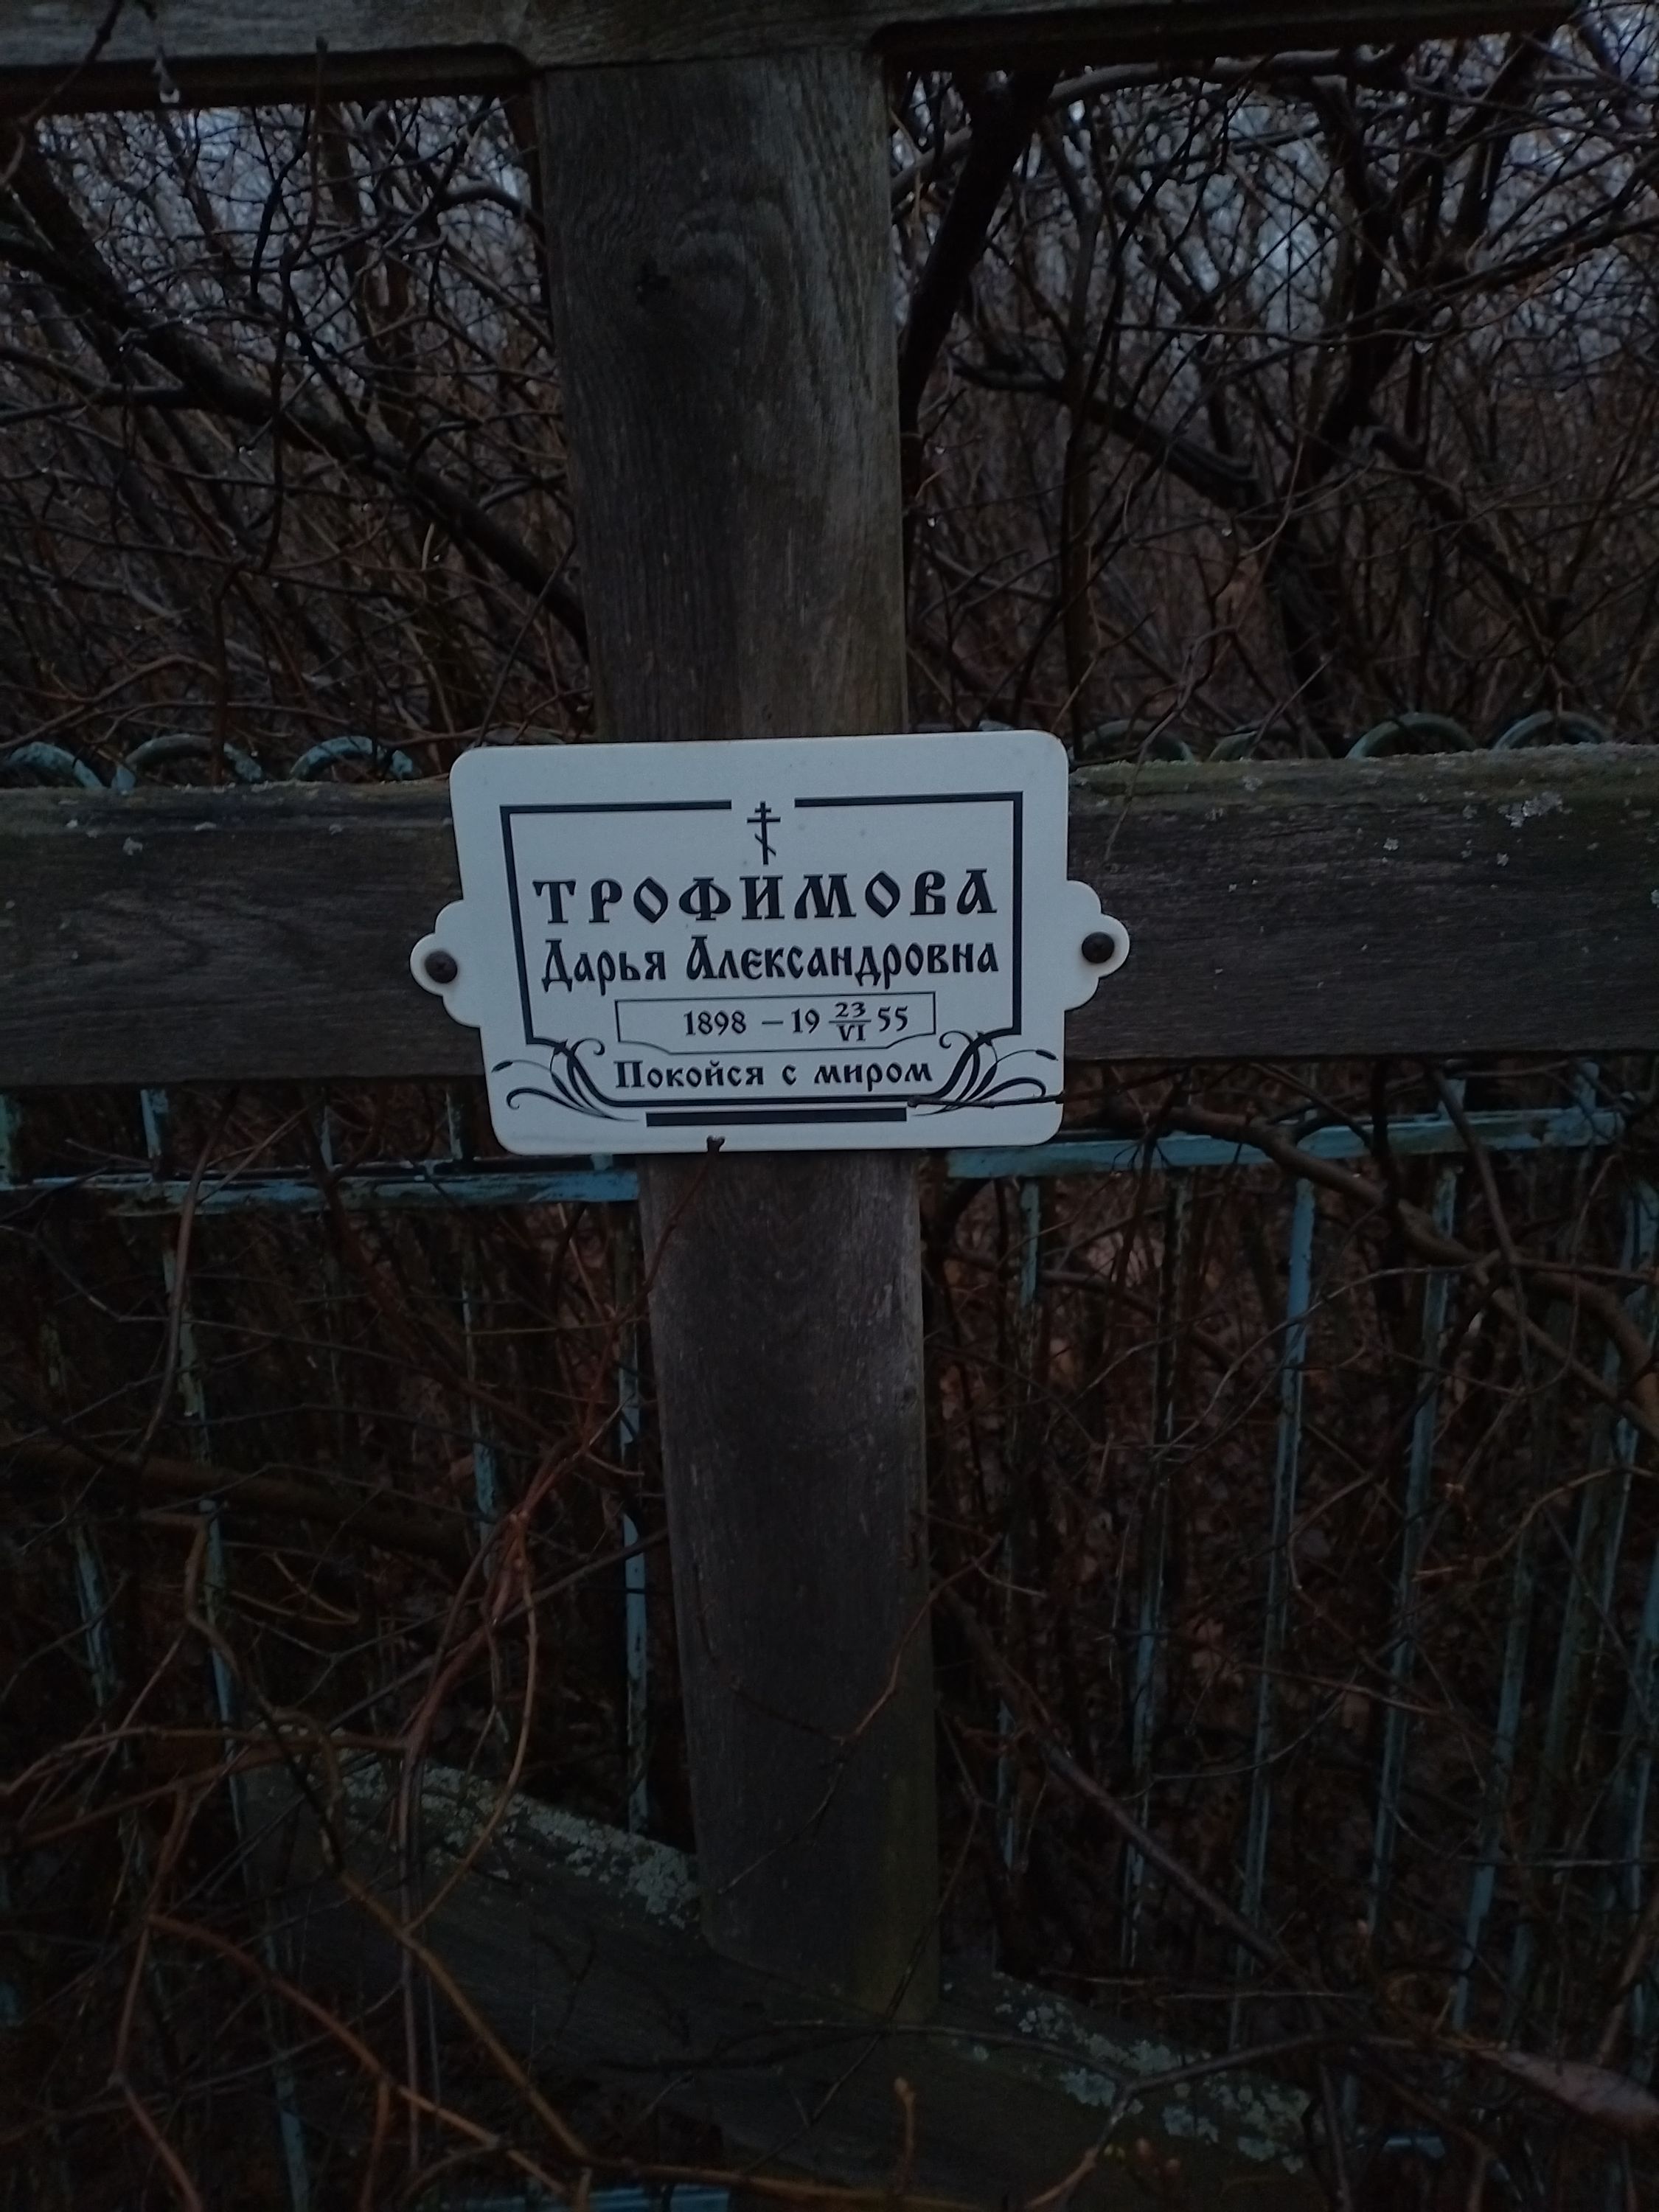 ТРОФИМОВА
Дарья Александровна
1898 – 19 23/VI 55
Покойся с миром